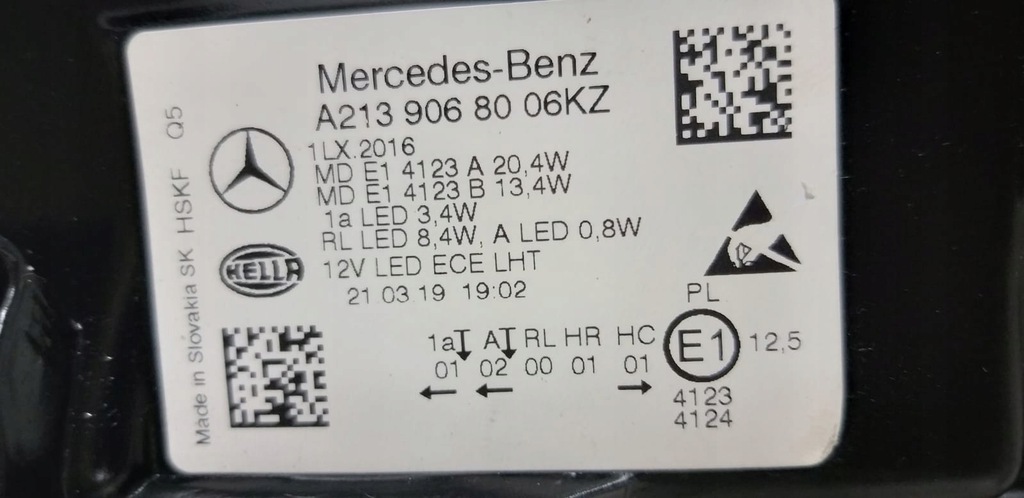 Mercedes-Benz
A213 906 80 06KZ
1LX.2016
MD E1 4123 A 20,4W
MD E1 4123 B 13,4W
1a LED 3,4W
RL LED 8,4W, A LED 0,8W
12V LED ECE LHT
21 03 19 19:02
HELLA
Made in Slovakia SK HSKF Q5
PL
1a A RL HR HC E1 12,5
01 02 00 01 01
← ← →
4123
4124